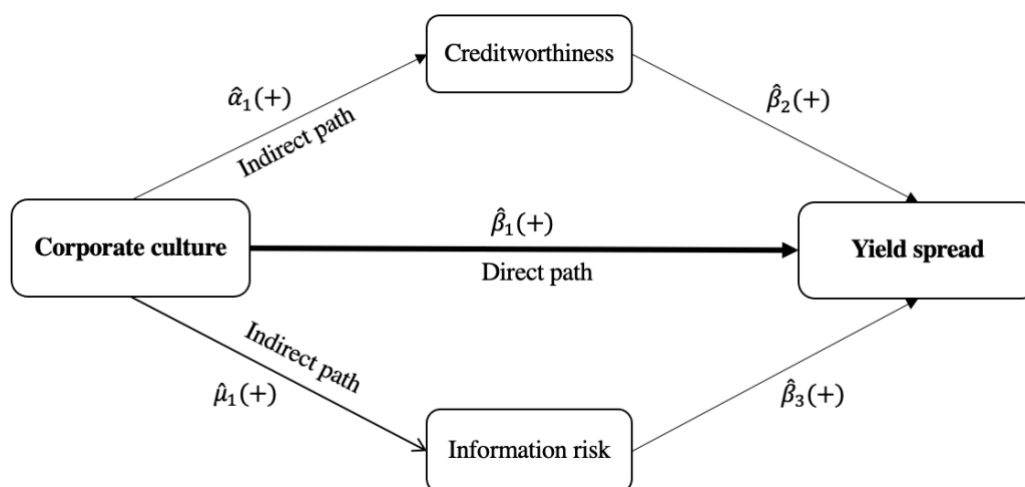 Creditworthiness
α̂₁(+)
Indirect path
β̂₂(+)
Corporate culture
β̂₁(+)
Direct path
Yield spread
Indirect path
μ̂₁(+)
β̂₃(+)
Information risk